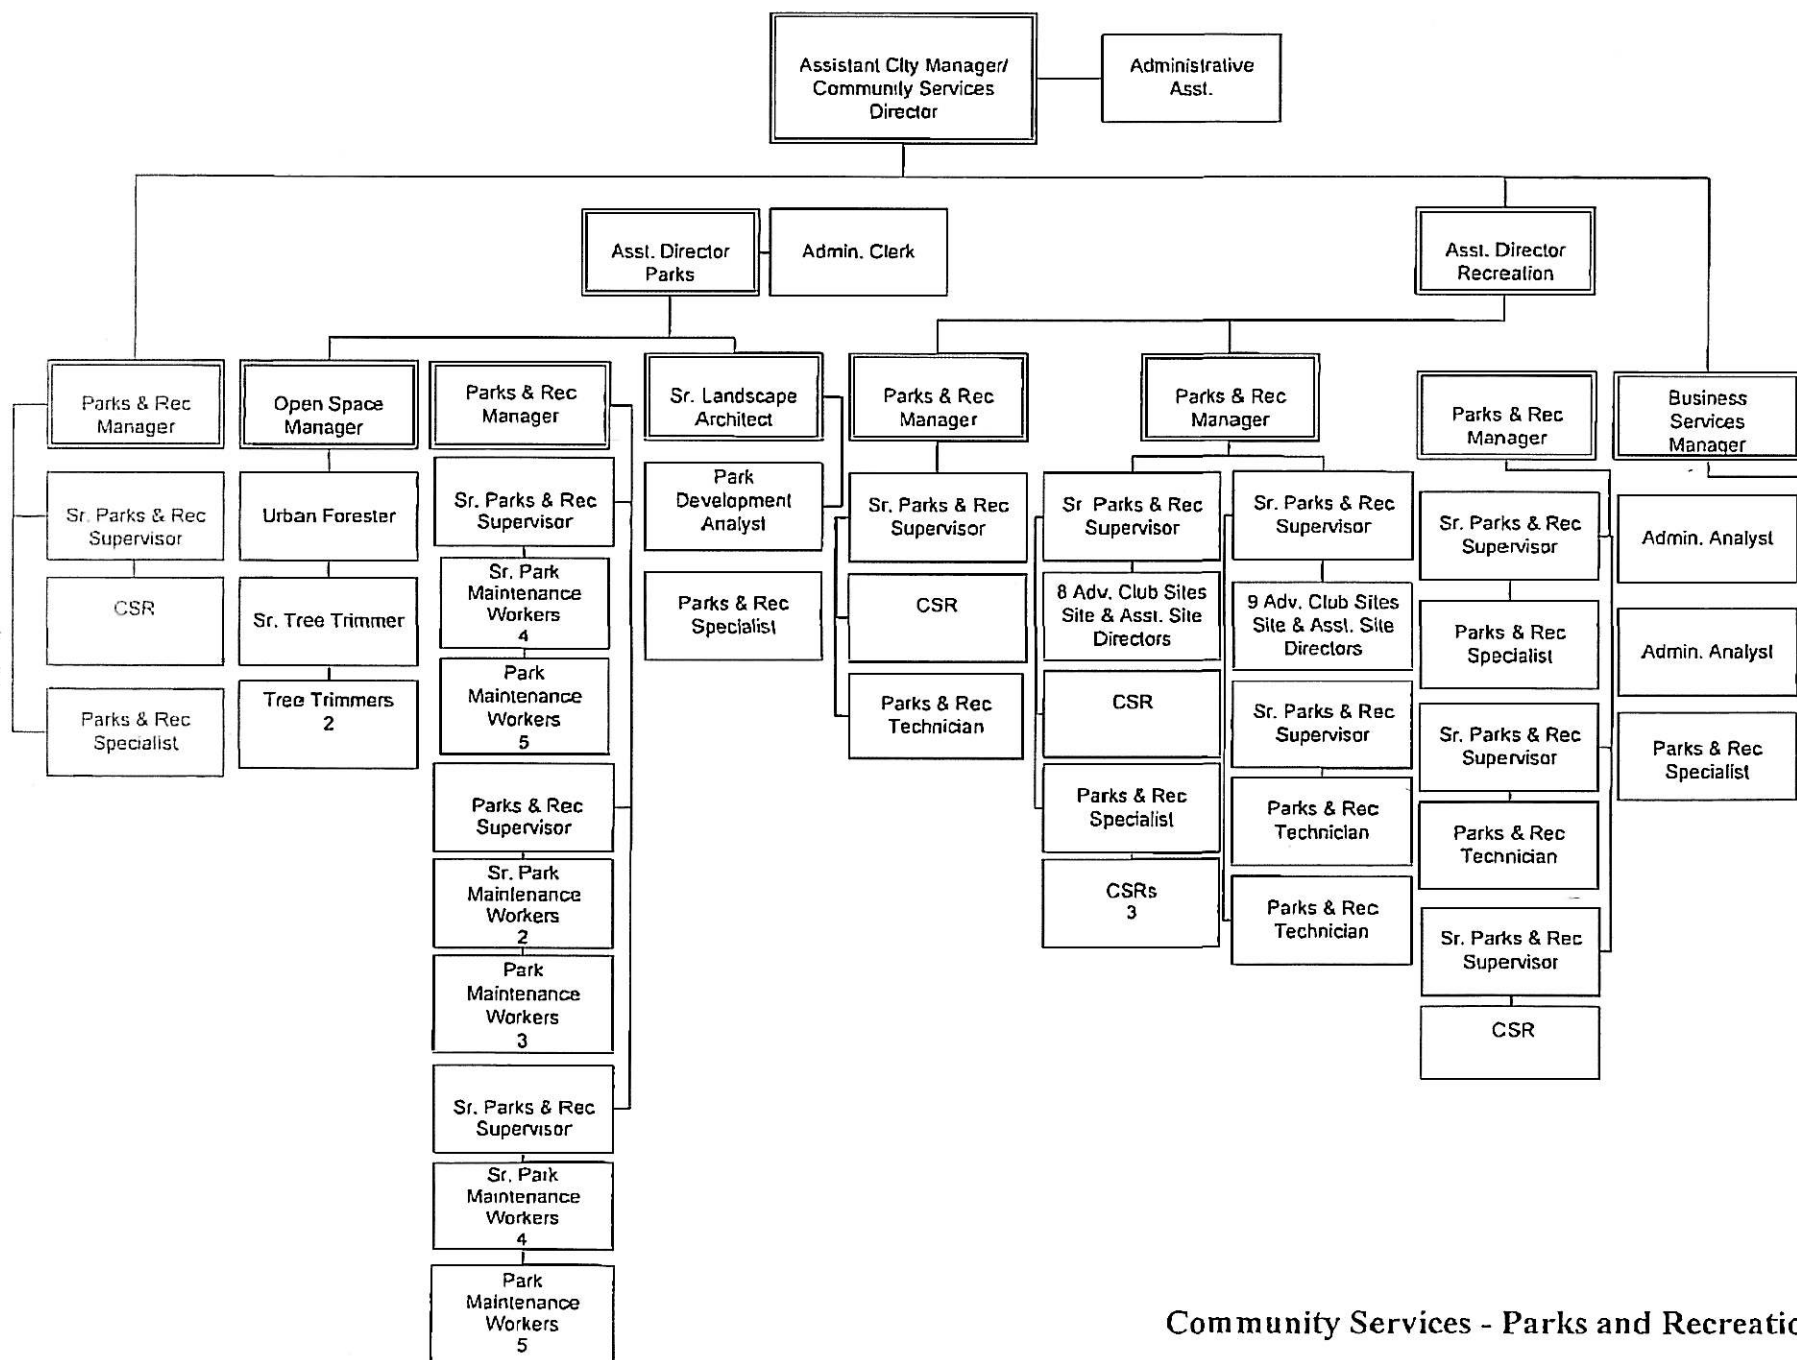 Assistant City Manager/
Community Services
Director
Administrative
Asst.
Asst. Director
Parks
Admin. Clerk
Asst. Director
Recreation
Parks & Rec
Manager
Sr. Parks & Rec
Supervisor
CSR
Parks & Rec
Specialist
Open Space
Manager
Urban Forester
Sr. Tree Trimmer
Tree Trimmers
2
Parks & Rec
Manager
Sr. Parks & Rec
Supervisor
Sr. Park
Maintenance
Workers
4
Park
Maintenance
Workers
5
Parks & Rec
Supervisor
Sr. Park
Maintenance
Workers
2
Park
Maintenance
Workers
3
Sr. Parks & Rec
Supervisor
Sr. Park
Maintenance
Workers
4
Park
Maintenance
Workers
5
Sr. Landscape
Architect
Park
Development
Analyst
Parks & Rec
Specialist
Parks & Rec
Manager
Sr. Parks & Rec
Supervisor
CSR
Parks & Rec
Technician
Parks & Rec
Manager
Sr Parks & Rec
Supervisor
8 Adv. Club Sites
Site & Asst. Site
Directors
CSR
Parks & Rec
Specialist
CSRs
3
Sr. Parks & Rec
Supervisor
9 Adv. Club Sites
Site & Asst. Site
Directors
Sr. Parks & Rec
Supervisor
Parks & Rec
Technician
Parks & Rec
Technician
Parks & Rec
Manager
Sr. Parks & Rec
Supervisor
Parks & Rec
Specialist
Sr. Parks & Rec
Supervisor
Parks & Rec
Technician
Sr. Parks & Rec
Supervisor
CSR
Business
Services
Manager
Admin. Analyst
Admin. Analyst
Parks & Rec
Specialist
Community Services - Parks and Recreatio